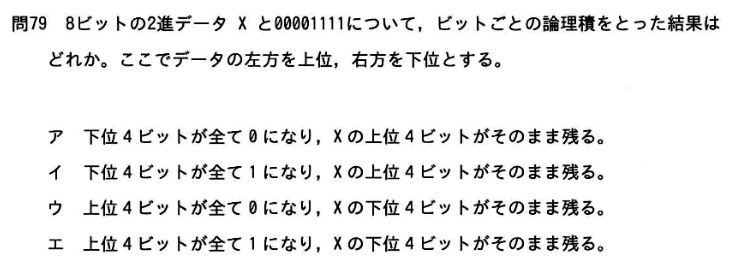 問79 8ビットの2進データ X と00001111について，ビットごとの論理積をとった結果は
どれか。ここでデータの左方を上位，右方を下位とする。
ア 下位4ビットが全て0になり，Xの上位4ビットがそのまま残る。
イ 下位4ビットが全て1になり，Xの上位4ビットがそのまま残る。
ウ 上位4ビットが全て0になり，Xの下位4ビットがそのまま残る。
エ 上位4ビットが全て1になり，Xの下位4ビットがそのまま残る。